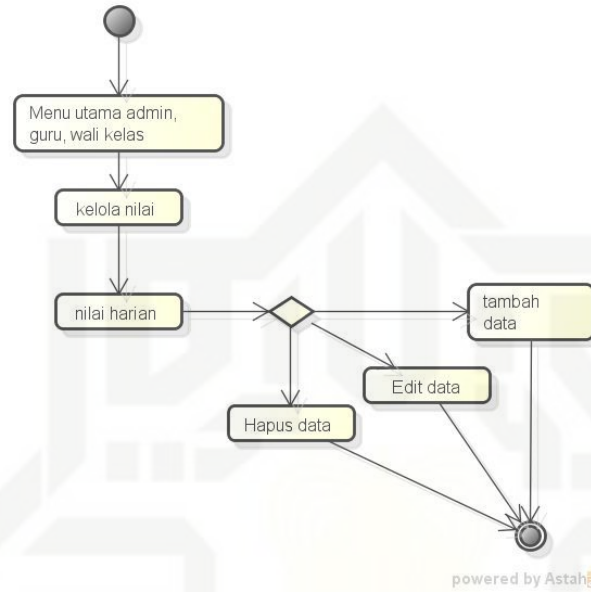 Menu utama admin,
guru, wali kelas
kelola nilai
nilai harian
tambah
data
Edit data
Hapus data
powered by Astah